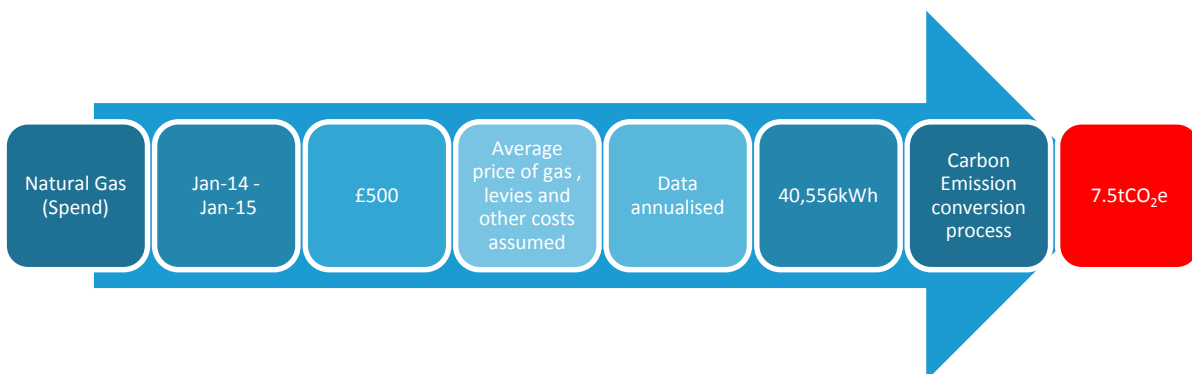 Natural Gas
(Spend)
Jan-14 -
Jan-15
£500
Average
price of gas ,
levies and
other costs
assumed
Data
annualised
40,556kWh
Carbon
Emission
conversion
process
7.5tCO₂e